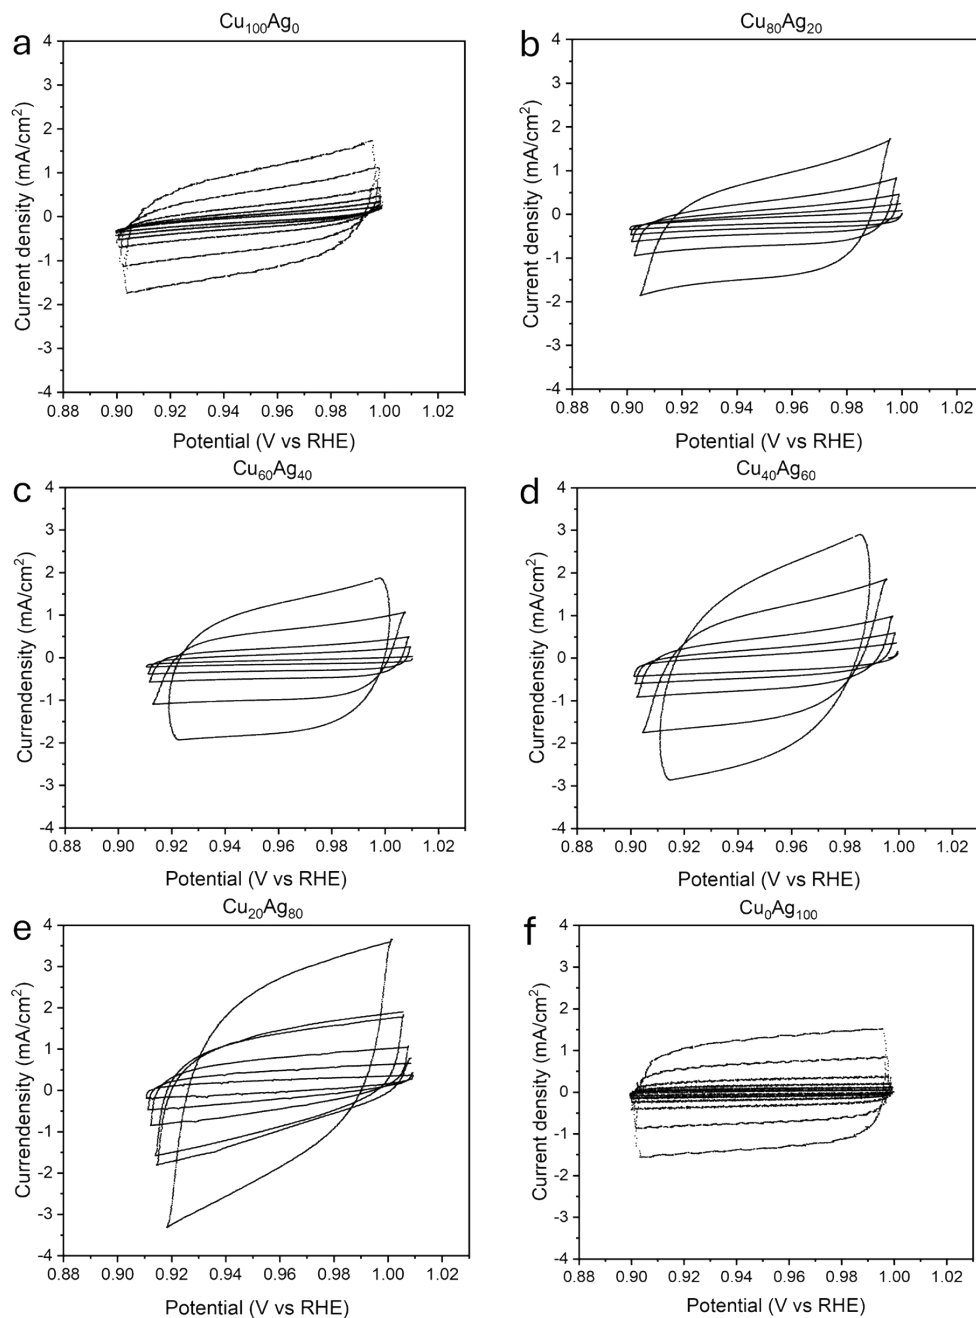 a
Cu₁₀₀Ag₀
4
3
2
1
0
-1
-2
-3
-4
Current density (mA/cm²)
0.88 0.90 0.92 0.94 0.96 0.98 1.00 1.02
Potential (V vs RHE)
b
Cu₈₀Ag₂₀
4
3
2
1
0
-1
-2
-3
-4
Current density (mA/cm²)
0.88 0.90 0.92 0.94 0.96 0.98 1.00 1.02
Potential (V vs RHE)
c
Cu₆₀Ag₄₀
4
3
2
1
0
-1
-2
-3
-4
Currendensity (mA/cm²)
0.88 0.90 0.92 0.94 0.96 0.98 1.00 1.02
Potential (V vs RHE)
d
Cu₄₀Ag₆₀
4
3
2
1
0
-1
-2
-3
-4
Currendensity (mA/cm²)
0.88 0.90 0.92 0.94 0.96 0.98 1.00 1.02
Potential (V vs RHE)
e
Cu₂₀Ag₈₀
4
3
2
1
0
-1
-2
-3
-4
Currendensity (mA/cm²)
0.88 0.90 0.92 0.94 0.96 0.98 1.00 1.02
Potential (V vs RHE)
f
Cu₀Ag₁₀₀
4
3
2
1
0
-1
-2
-3
-4
Current density (mA/cm²)
0.88 0.90 0.92 0.94 0.96 0.98 1.00 1.02
Potential (V vs RHE)